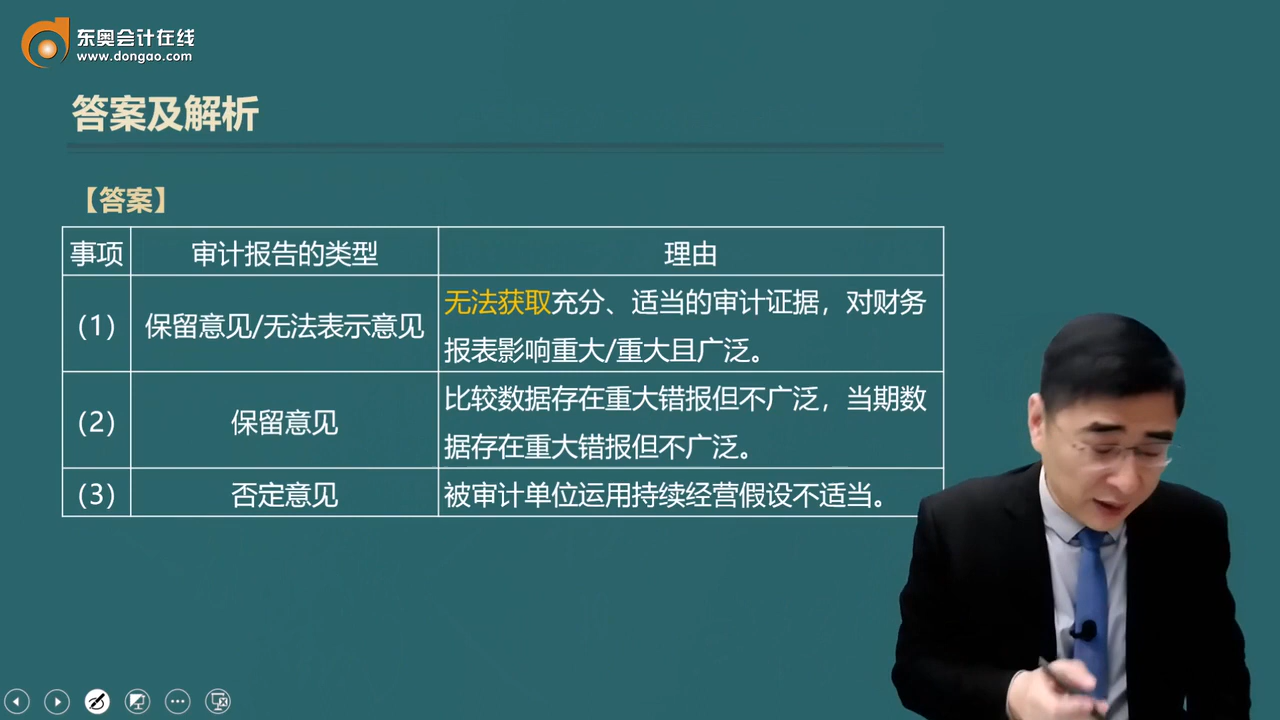 东奥会计在线
www.dongao.com
答案及解析
【答案】
事项 审计报告的类型 理由
(1) 保留意见/无法表示意见 无法获取充分、适当的审计证据，对财务
报表影响重大/重大且广泛。
(2) 保留意见 比较数据存在重大错报但不广泛，当期数
据存在重大错报但不广泛。
(3) 否定意见 被审计单位运用持续经营假设不适当。